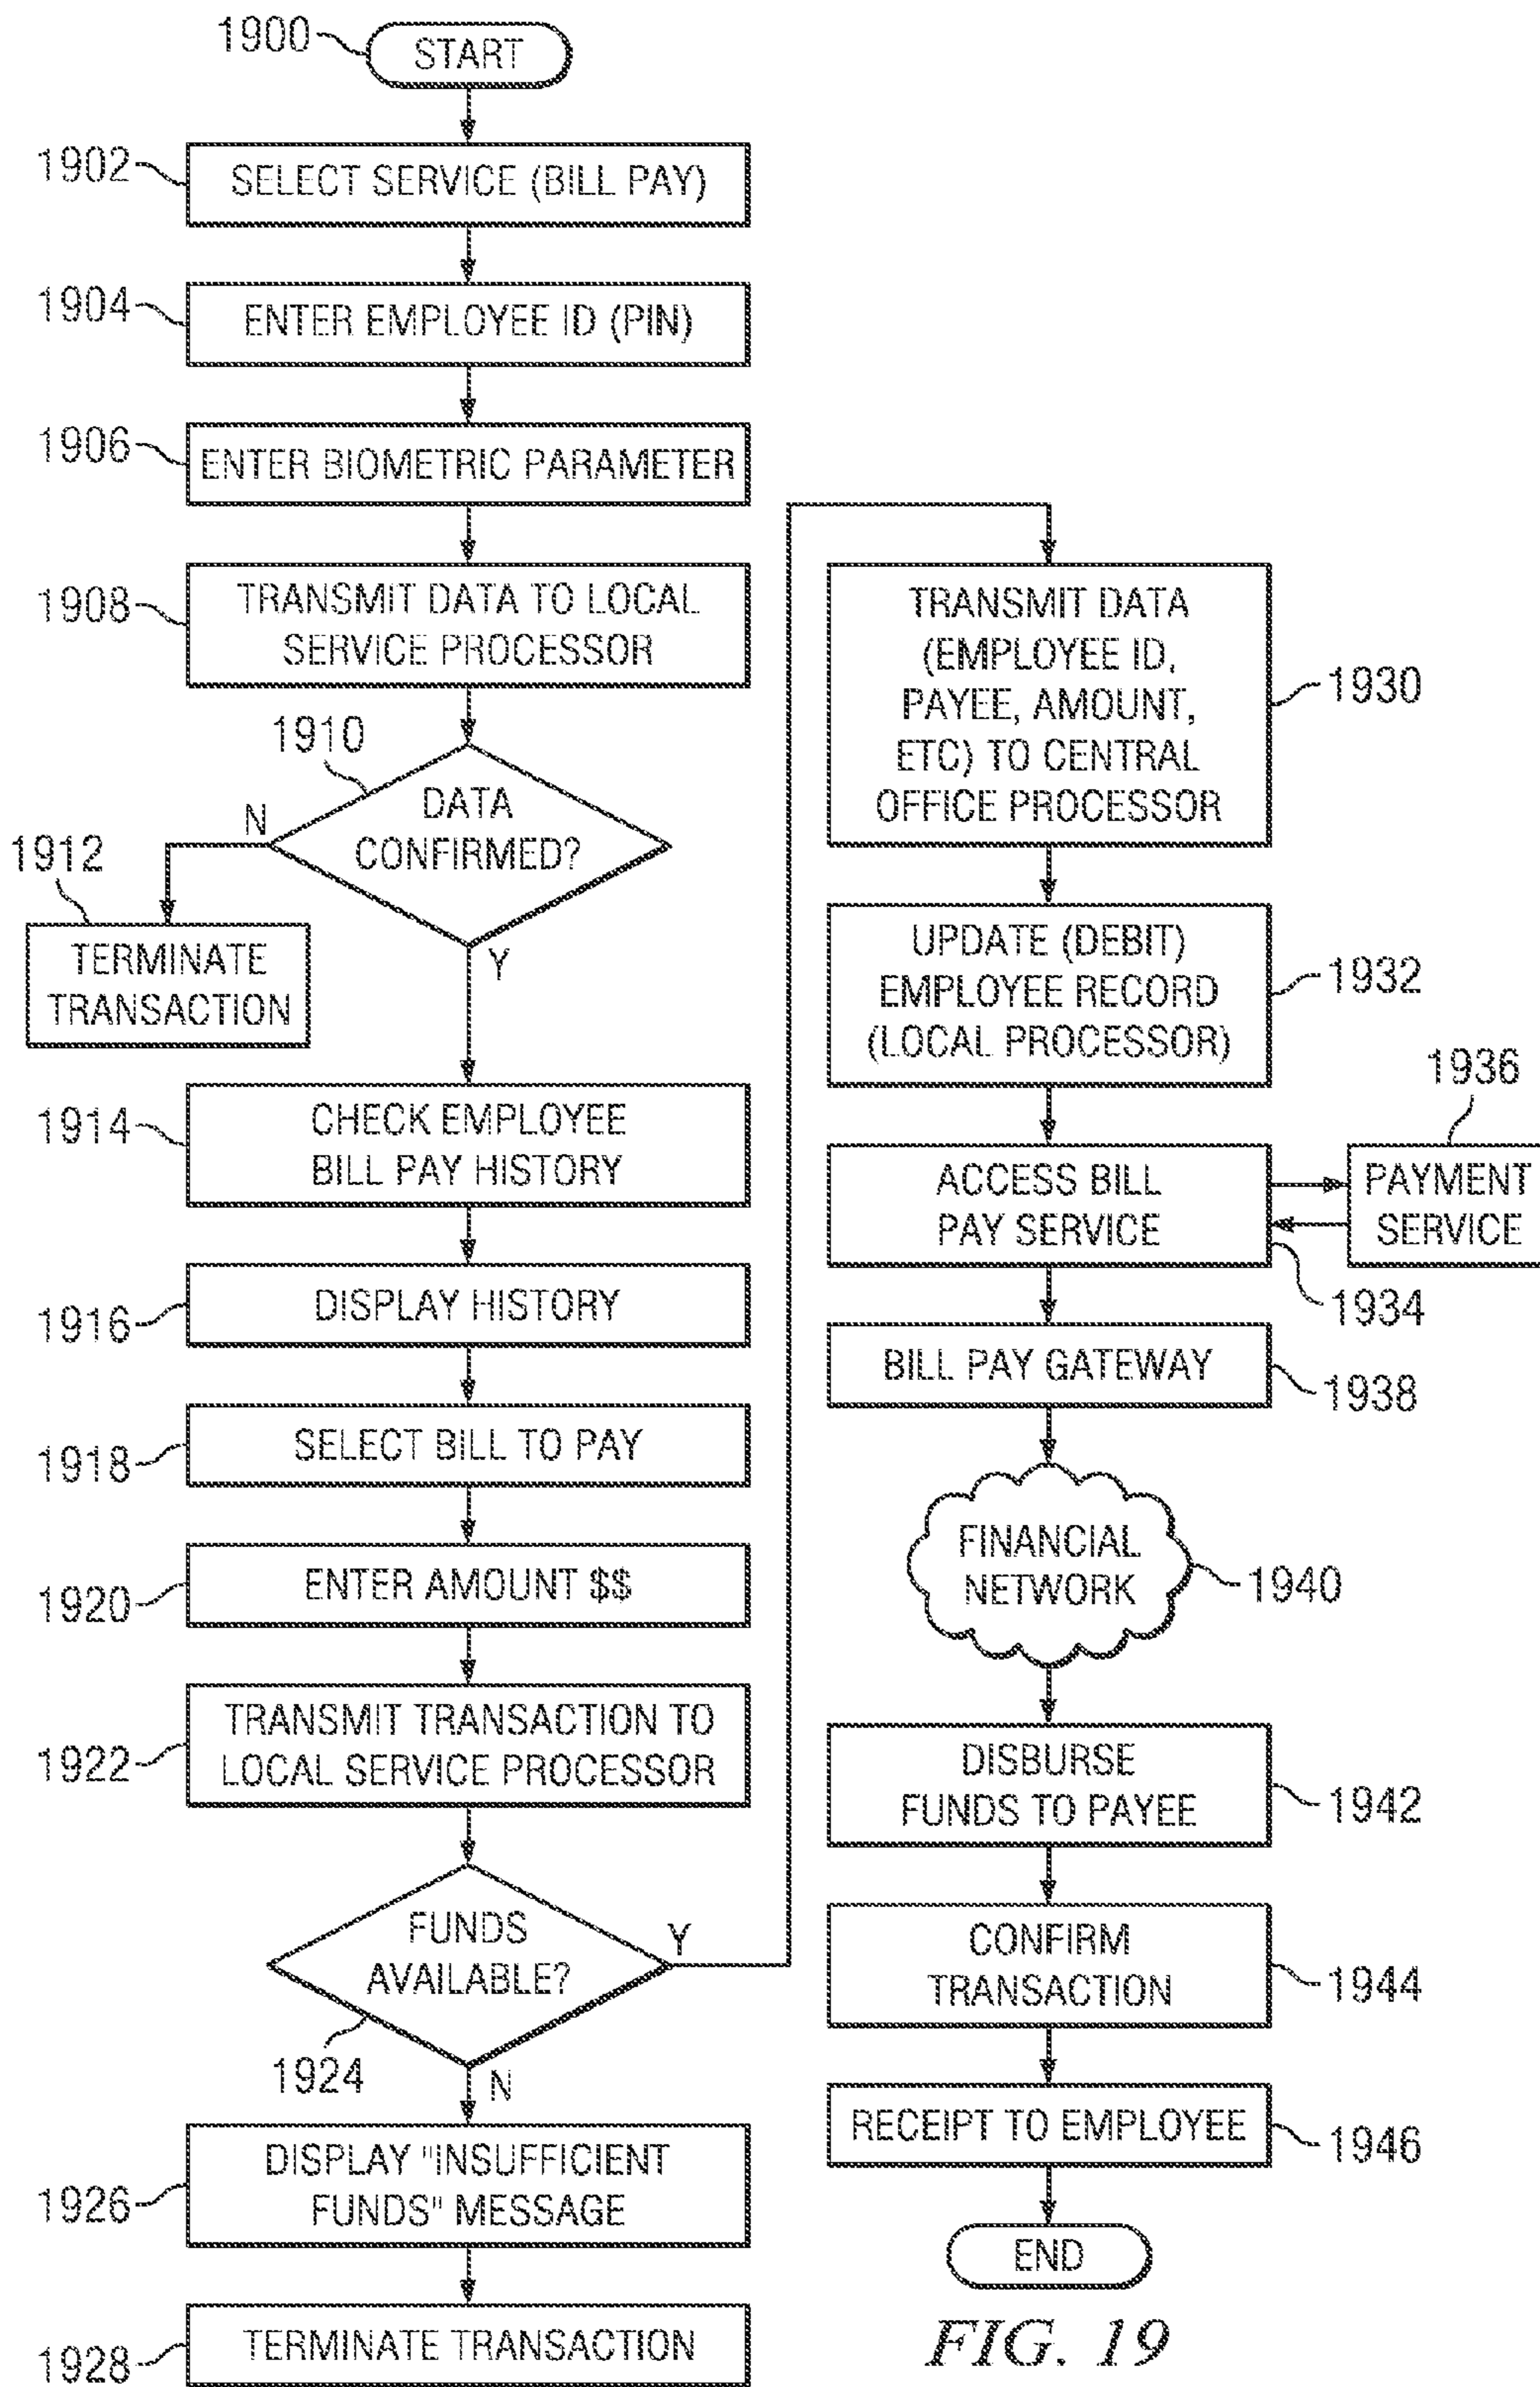 1900
START
1902
SELECT SERVICE (BILL PAY)
1904
ENTER EMPLOYEE ID (PIN)
1906
ENTER BIOMETRIC PARAMETER
1908
TRANSMIT DATA TO LOCAL
SERVICE PROCESSOR
1910
DATA
CONFIRMED?
N
Y
1912
TERMINATE
TRANSACTION
1914
CHECK EMPLOYEE
BILL PAY HISTORY
1916
DISPLAY HISTORY
1918
SELECT BILL TO PAY
1920
ENTER AMOUNT $$
1922
TRANSMIT TRANSACTION TO
LOCAL SERVICE PROCESSOR
FUNDS
AVAILABLE?
Y
1924
N
1926
DISPLAY "INSUFFICIENT
FUNDS" MESSAGE
1928
TERMINATE TRANSACTION
TRANSMIT DATA
(EMPLOYEE ID,
PAYEE, AMOUNT,
ETC) TO CENTRAL
OFFICE PROCESSOR
1930
UPDATE (DEBIT)
EMPLOYEE RECORD
(LOCAL PROCESSOR)
1932
1936
ACCESS BILL
PAY SERVICE
PAYMENT
SERVICE
1934
BILL PAY GATEWAY
1938
FINANCIAL
NETWORK
1940
DISBURSE
FUNDS TO PAYEE
1942
CONFIRM
TRANSACTION
1944
RECEIPT TO EMPLOYEE
1946
END
FIG. 19